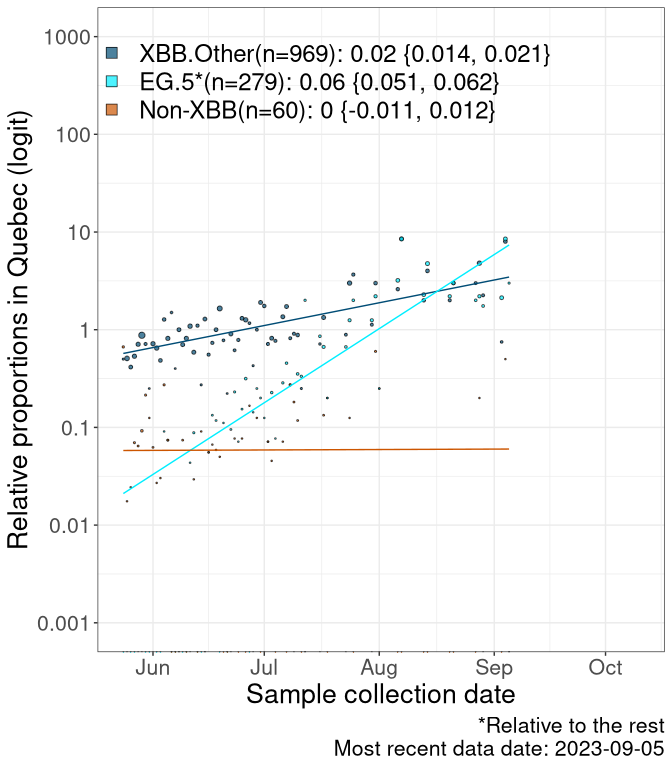 1000
100
10
1
0.1
0.01
0.001
Relative proportions in Quebec (logit)
XBB.Other(n=969): 0.02 {0.014, 0.021}
EG.5*(n=279): 0.06 {0.051, 0.062}
Non-XBB(n=60): 0 {-0.011, 0.012}
Jun Jul Aug Sep Oct
Sample collection date
*Relative to the rest
Most recent data date: 2023-09-05